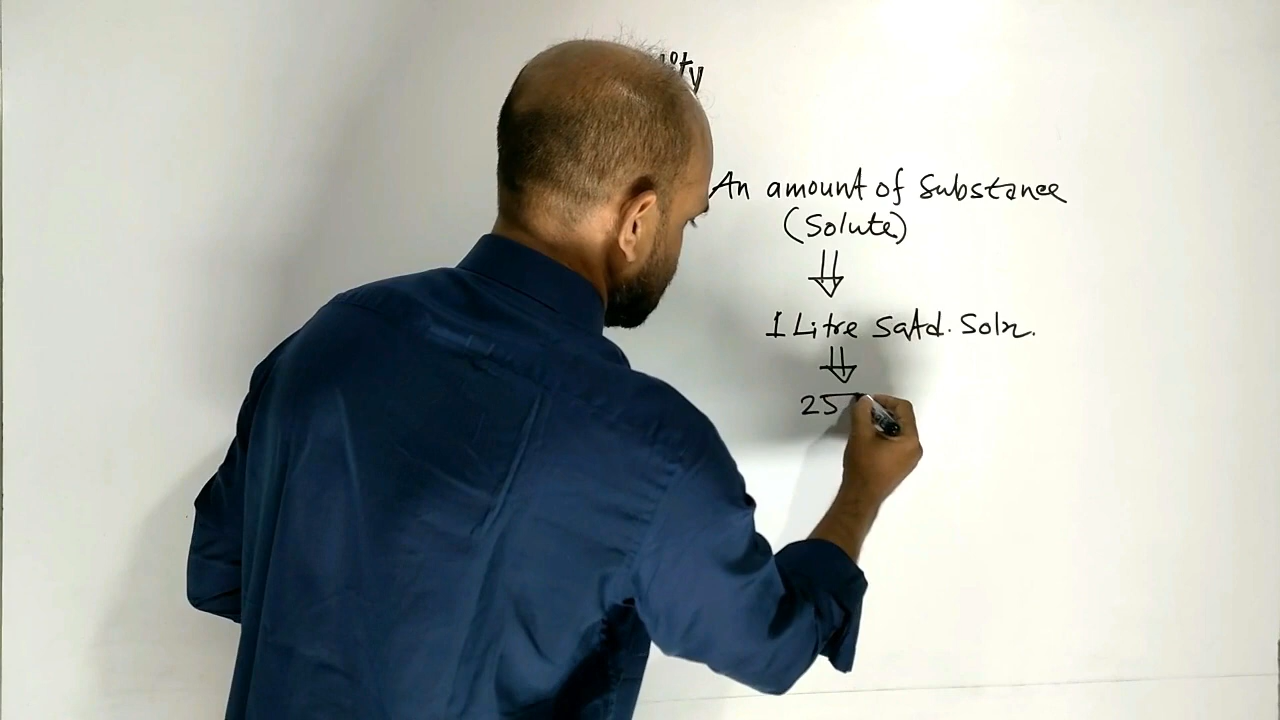 An amount of Substance
(Solute)
1 Litre Satd. Soln.
25